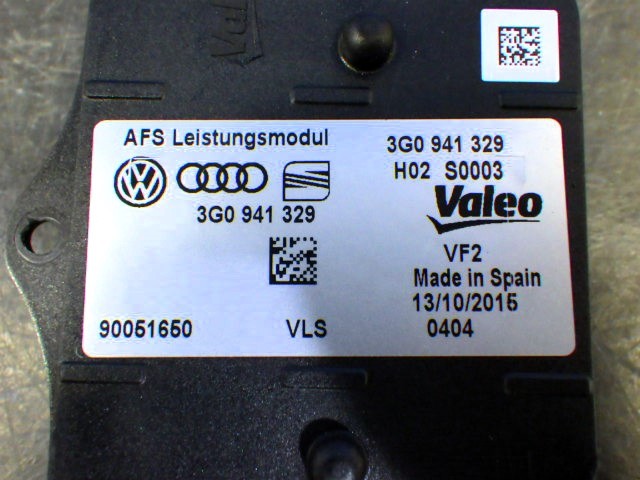 AFS Leistungsmodul
3G0 941 329
H02 S0003
3G0 941 329
Valeo
VF2
Made in Spain
13/10/2015
90051650 VLS 0404